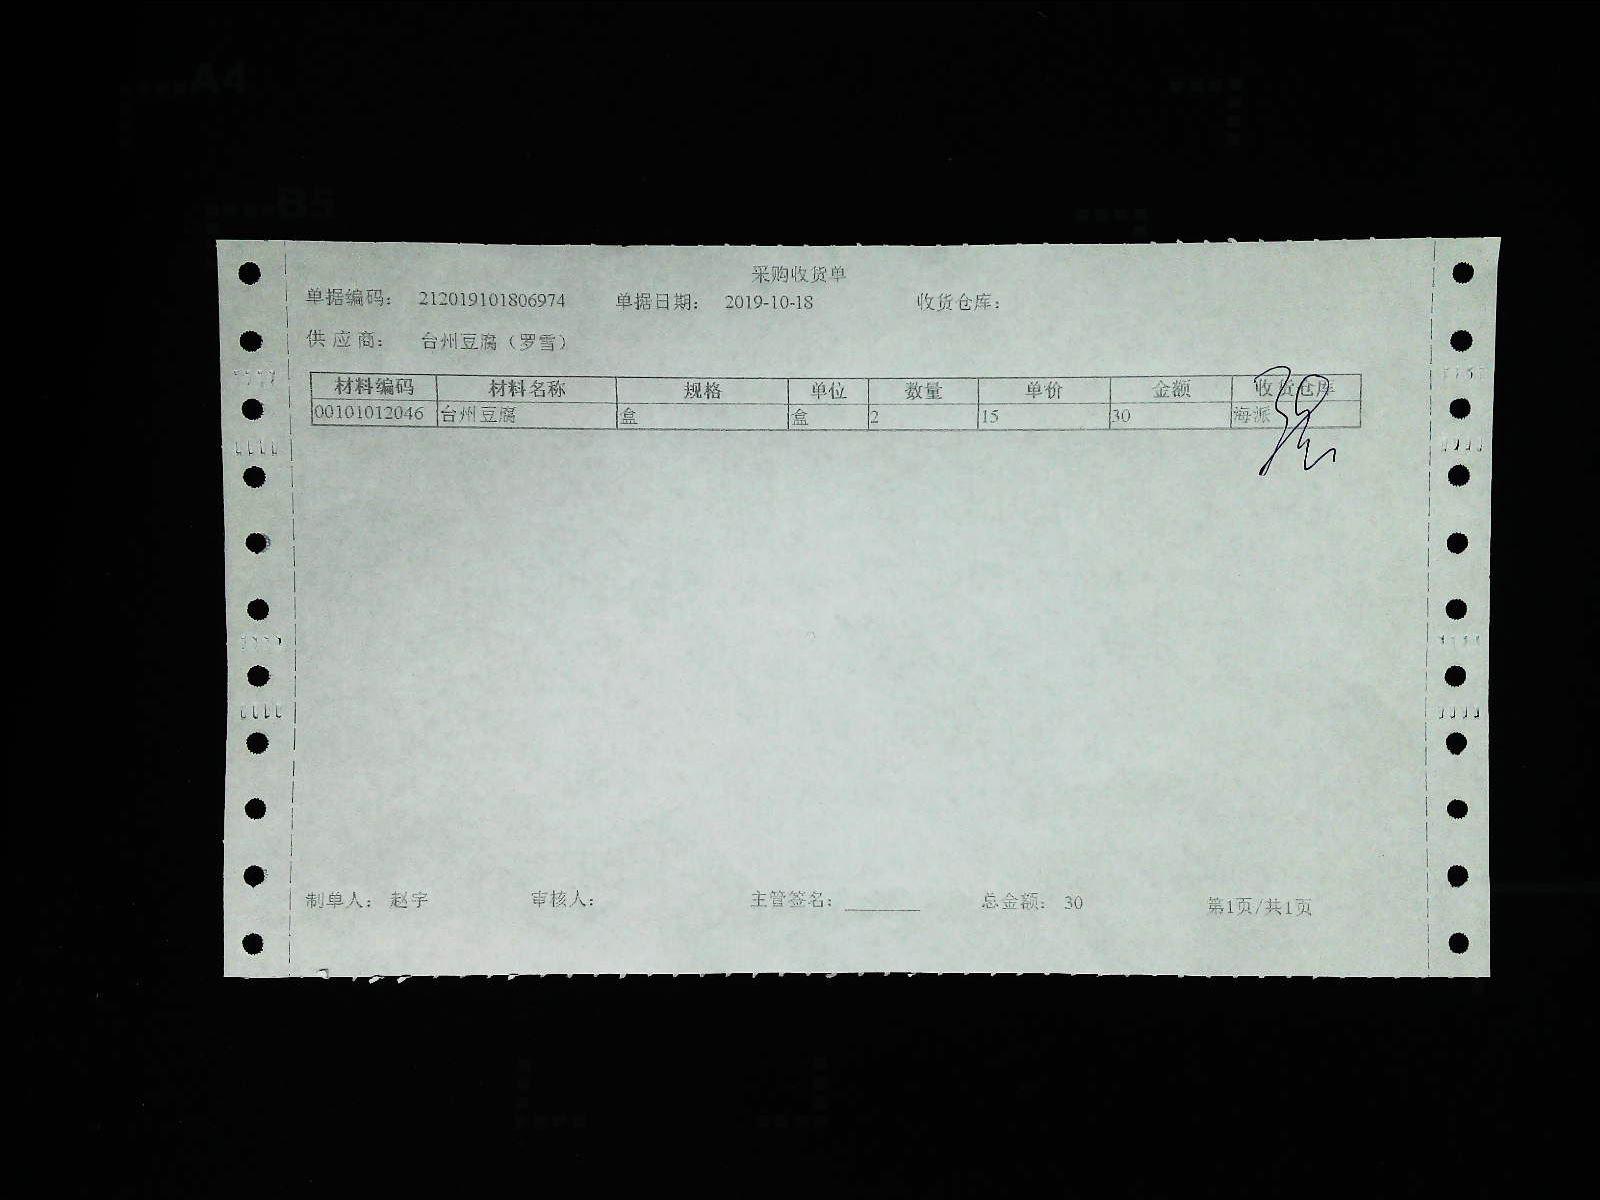 A4
B5
采购收货单
单据编码： 212019101806974 单据日期： 2019-10-18 收货仓库：
供应商： 台州豆腐（罗雪）
材料编码 材料名称 规格 单位 数量 单价 金额 收货仓库
00101012046 台州豆腐 盒 盒 2 15 30 海派
制单人： 赵宇 审核人： 主管签名： 总金额： 30 第1页/共1页